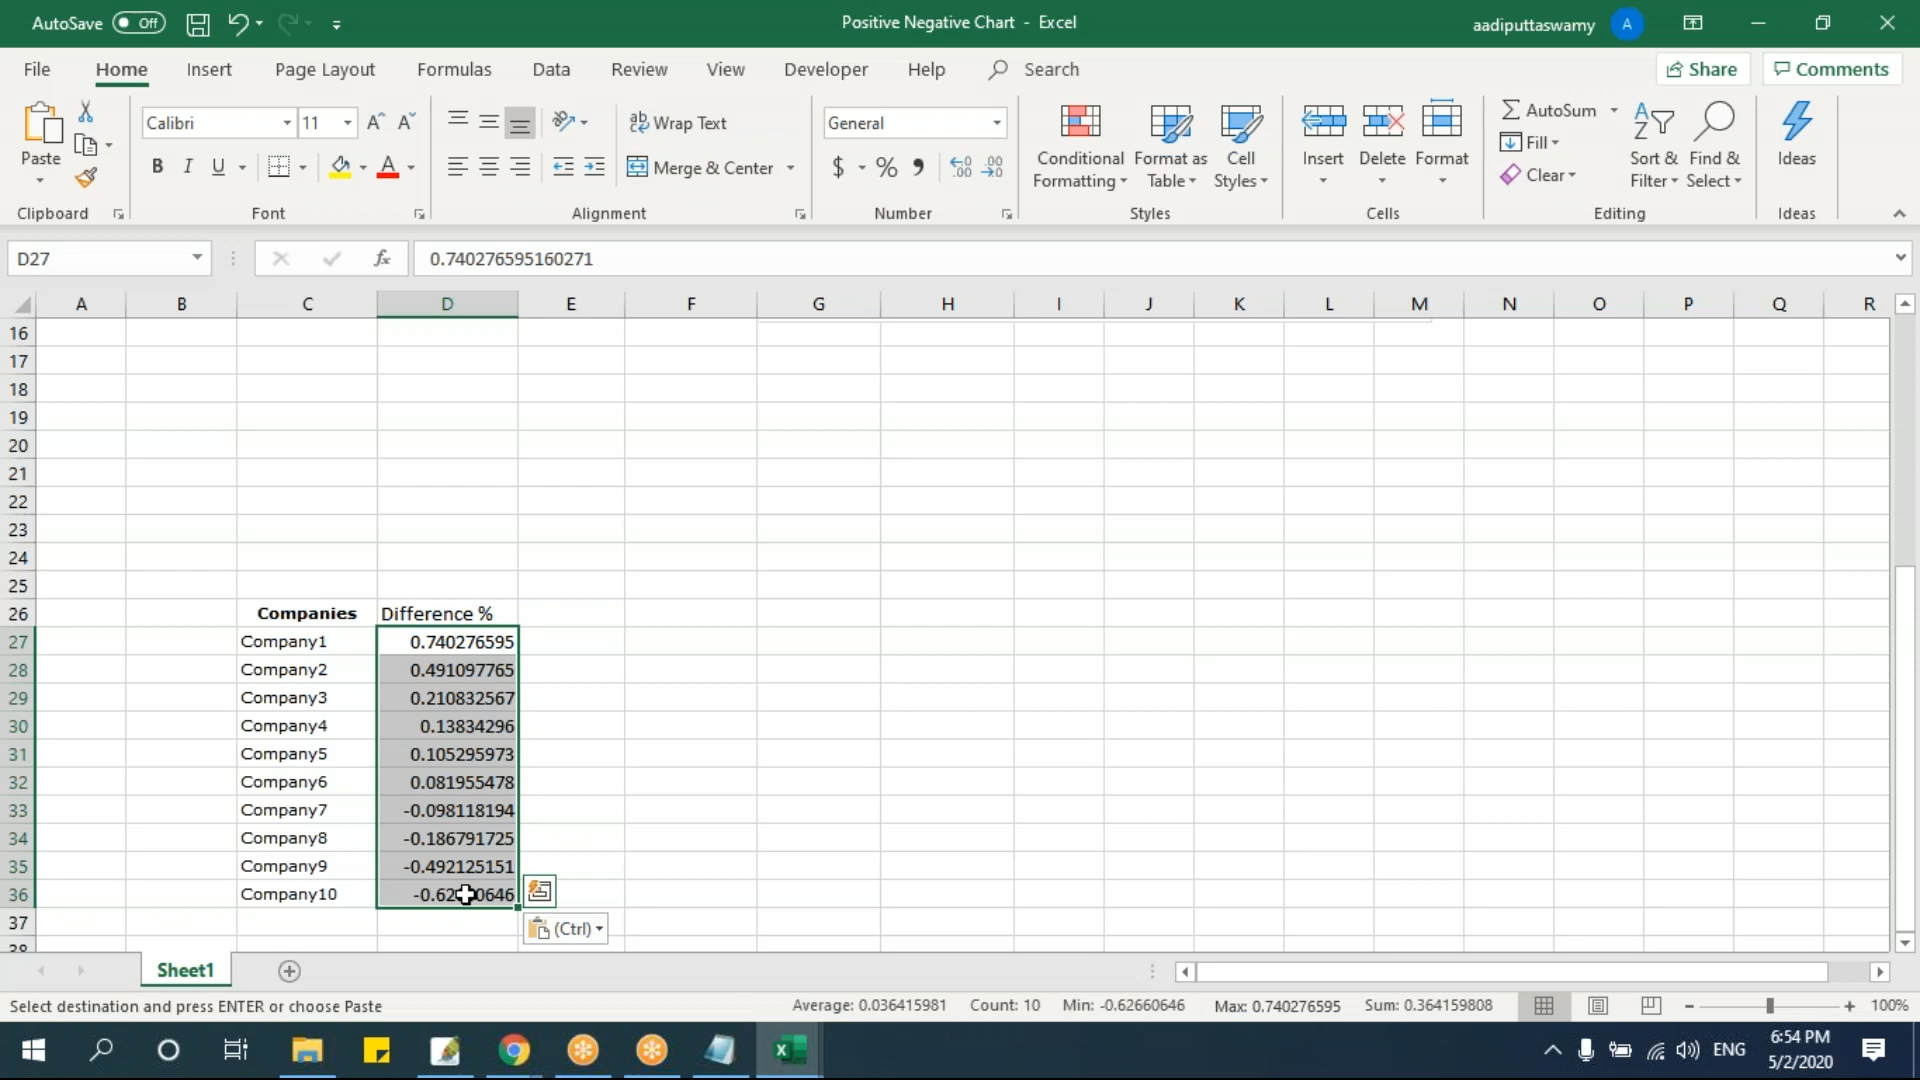 AutoSave Off Positive Negative Chart - Excel aadiputtaswamy A
File Home Insert Page Layout Formulas Data Review View Developer Help Search Share Comments
Paste Calibri 11 Wrap Text General Conditional Formatting Format as Table Cell Styles Insert Delete Format AutoSum Fill Clear Sort & Filter Find & Select Ideas
B I U A Merge & Center $ % 9
Clipboard Font Alignment Number Styles Cells Editing Ideas
D27 fx 0.740276595160271
A B C D E F G H I J K L M N O P Q R
16
17
18
19
20
21
22
23
24
25
26 Companies Difference %
27 Company1 0.740276595
28 Company2 0.491097765
29 Company3 0.210832567
30 Company4 0.13834296
31 Company5 0.105295973
32 Company6 0.081955478
33 Company7 -0.098118194
34 Company8 -0.186791725
35 Company9 -0.492125151
36 Company10
37 (Ctrl)
38
Sheet1
Select destination and press ENTER or choose Paste Average: 0.036415981 Count: 10 Min: -0.62660646 Max: 0.740276595 Sum: 0.364159808 100%
ENG 6:54 PM
5/2/2020